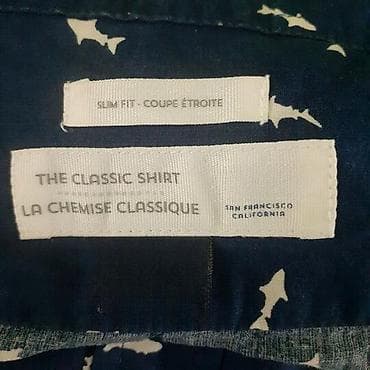 SLIM FIT - COUPE ÉTROITE
THE CLASSIC SHIRT
LA CHEMISE CLASSIQUE
SAN FRANCISCO
CALIFORNIA